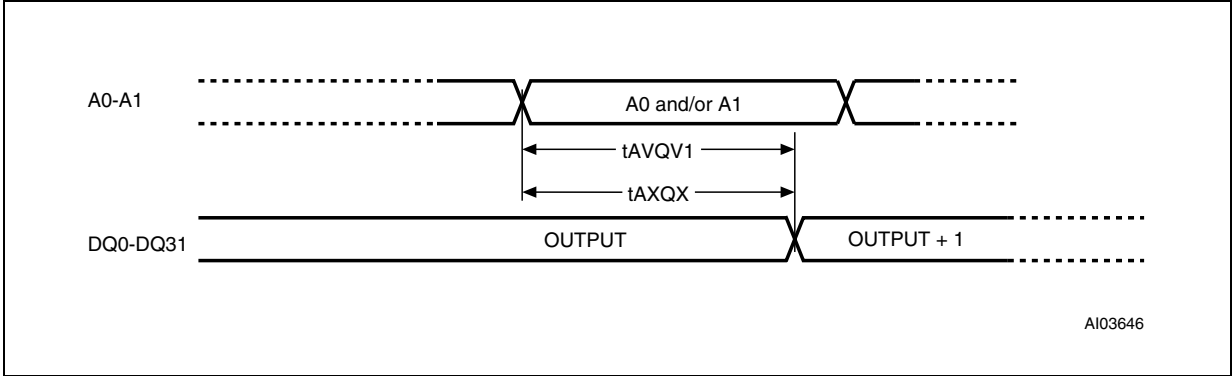 A0-A1
A0 and/or A1
tAVQV1
tAXQX
DQ0-DQ31
OUTPUT
OUTPUT + 1
AI03646